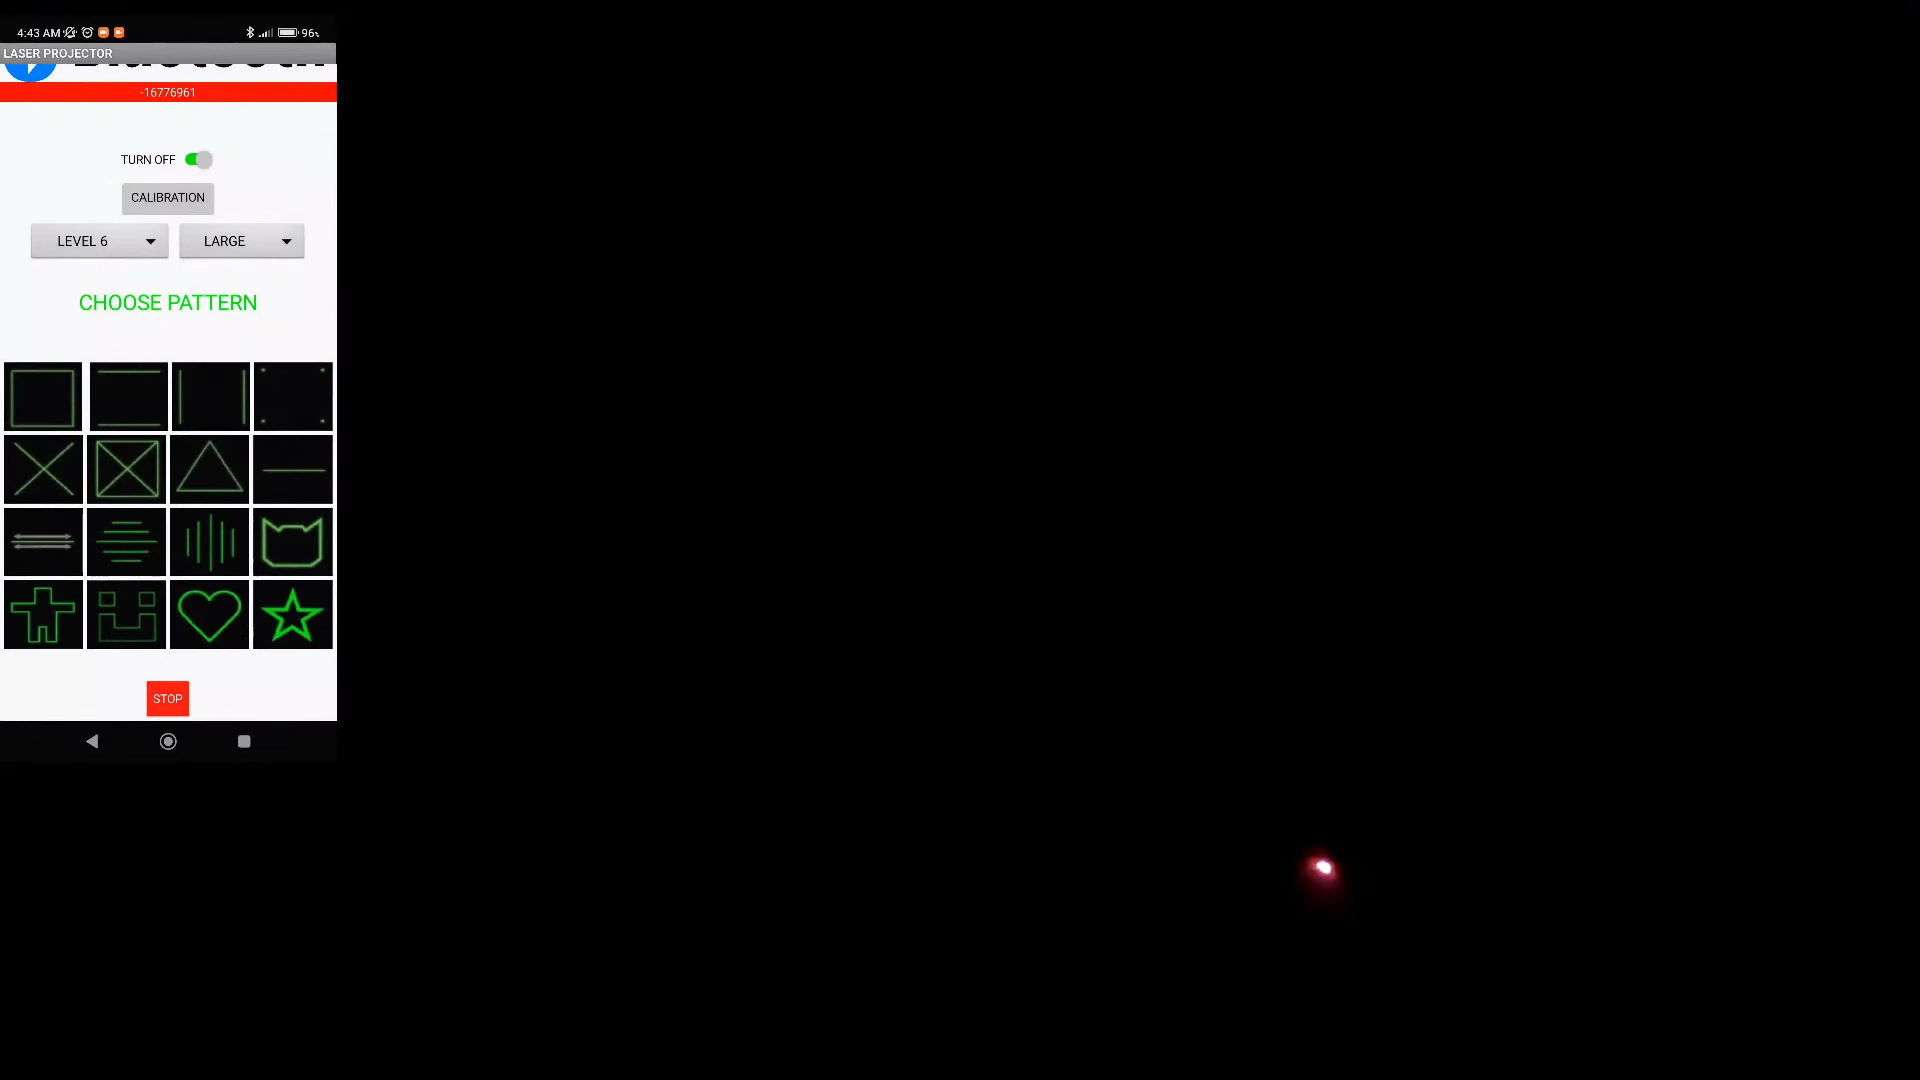 4:43 AM
96%
LASER PROJECTOR
-16776961
TURN OFF
CALIBRATION
LEVEL 6
LARGE
CHOOSE PATTERN
STOP